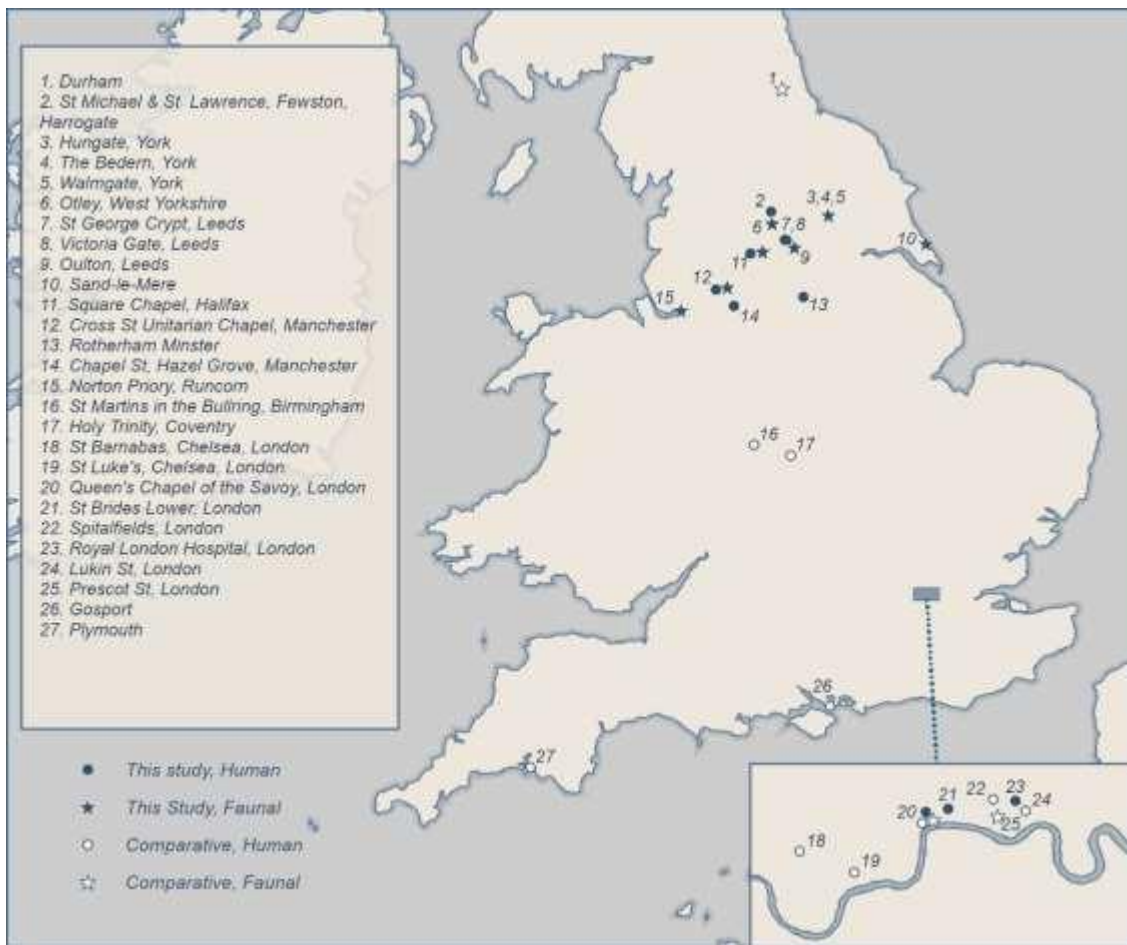 1. Durham
2. St Michael & St Lawrence, Fewston,
Harrogate
3. Hungate, York
4. The Bedern, York
5. Walmgate, York
6. Otley, West Yorkshire
7. St George Crypt, Leeds
8. Victoria Gate, Leeds
9. Oulton, Leeds
10. Sand-le-Mere
11. Square Chapel, Halifax
12. Cross St Unitarian Chapel, Manchester
13. Rotherham Minster
14. Chapel St, Hazel Grove, Manchester
15. Norton Priory, Runcorn
16. St Martins in the Bullring, Birmingham
17. Holy Trinity, Coventry
18. St Barnabas, Chelsea, London
19. St Luke's, Chelsea, London
20. Queen's Chapel of the Savoy, London
21. St Brides Lower, London
22. Spitalfields, London
23. Royal London Hospital, London
24. Lukin St, London
25. Prescot St, London
26. Gosport
27. Plymouth
This study, Human
This Study, Faunal
Comparative, Human
Comparative, Faunal
1
2
3,4,5
6
7,8
9
10
11
12
13
14
15
16
17
26
27
18
19
20
21
22
23
24
25